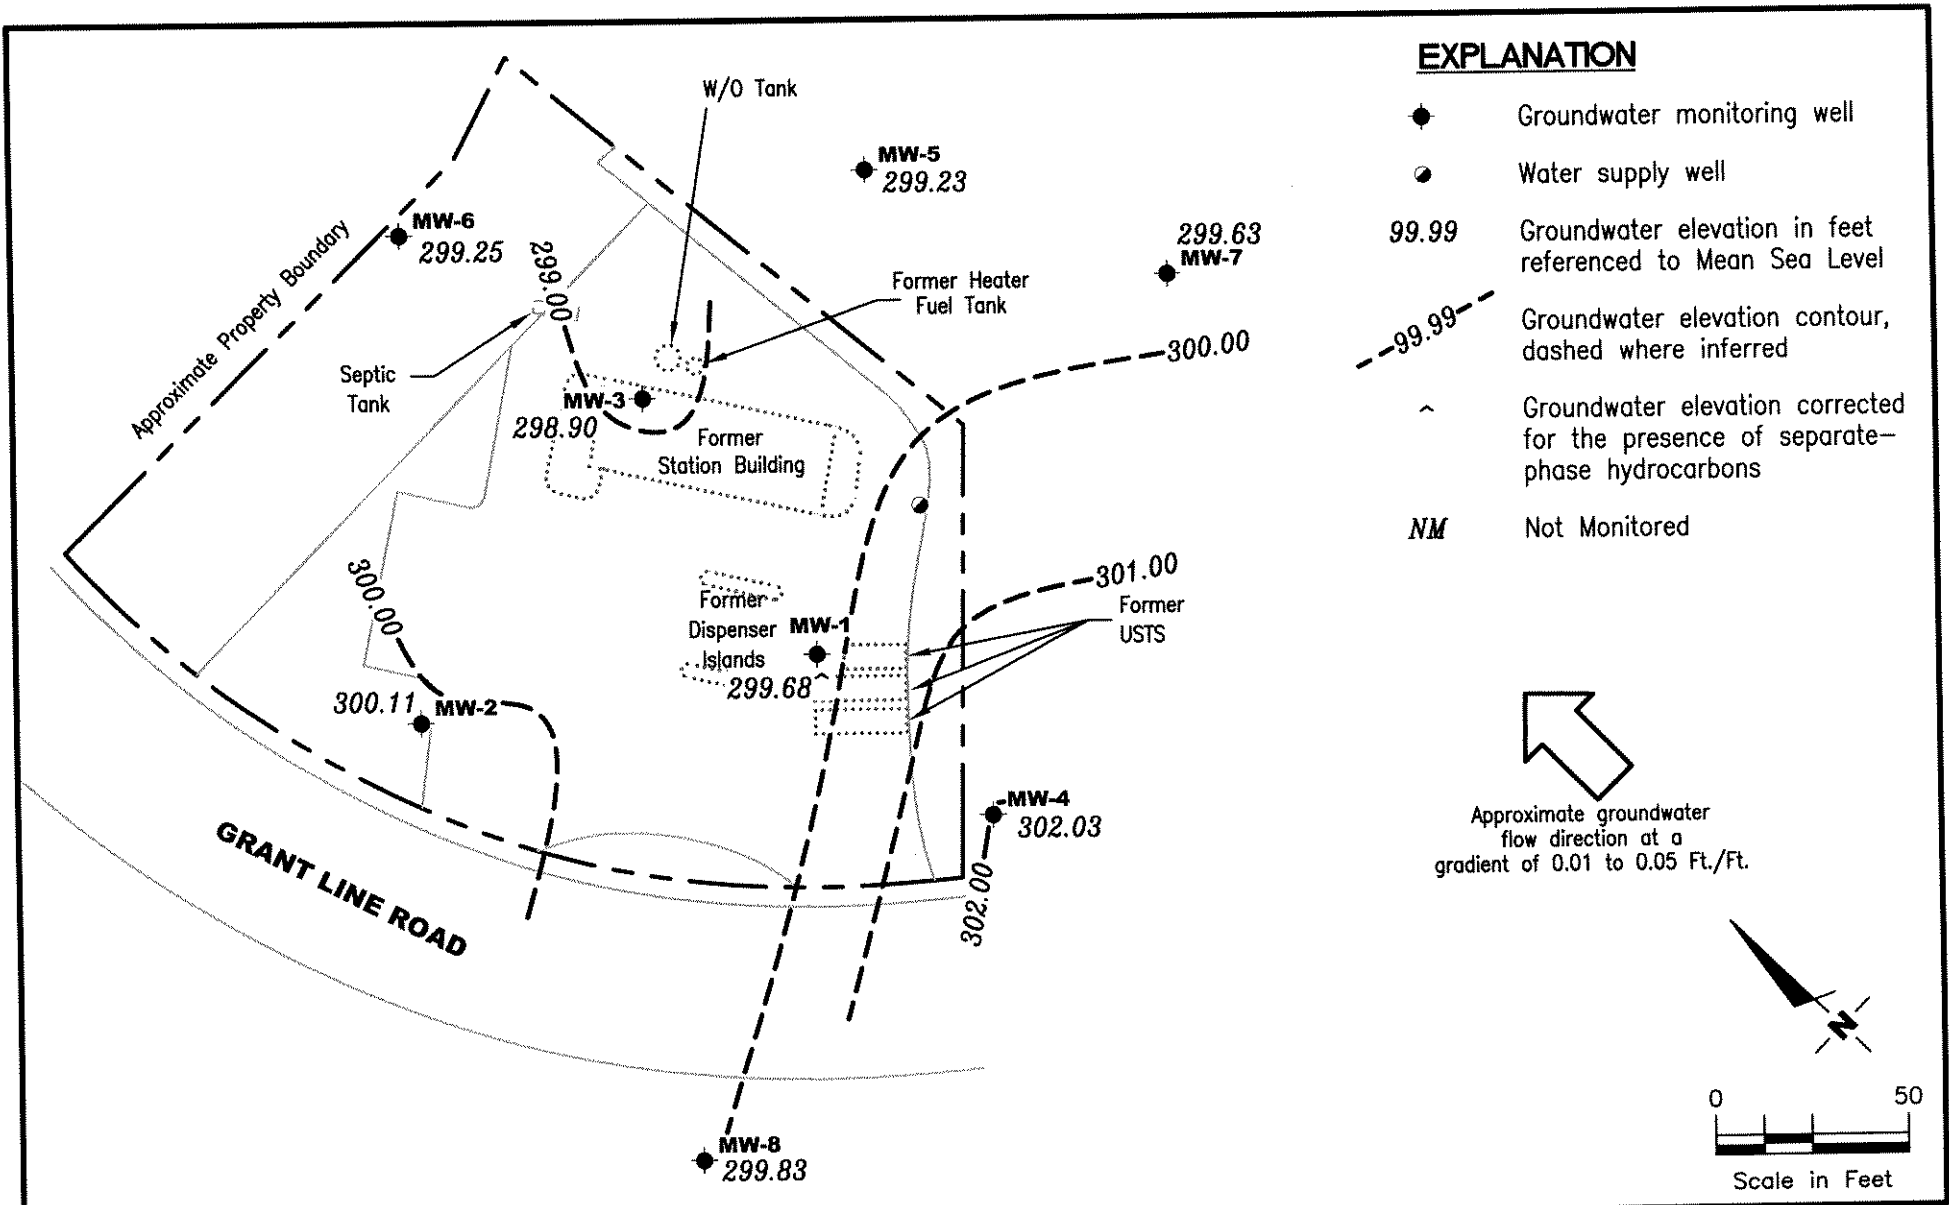 EXPLANATION
Groundwater monitoring well
Water supply well
99.99
Groundwater elevation in feet
referenced to Mean Sea Level
99.99
Groundwater elevation contour,
dashed where inferred
^
Groundwater elevation corrected
for the presence of separate-
phase hydrocarbons
NM
Not Monitored
W/O Tank
MW-5
299.23
MW-6
299.25
299.63
MW-7
Approximate Property Boundary
299.00
Former Heater
Fuel Tank
Septic
Tank
300.00
MW-3
298.90
Former
Station Building
300.00
301.00
Former
USTS
Former
Dispenser
Islands
MW-1
299.68^
300.11
MW-2
MW-4
302.03
302.00
GRANT LINE ROAD
MW-8
299.83
Approximate groundwater
flow direction at a
gradient of 0.01 to 0.05 Ft./Ft.
N
0 50
Scale in Feet